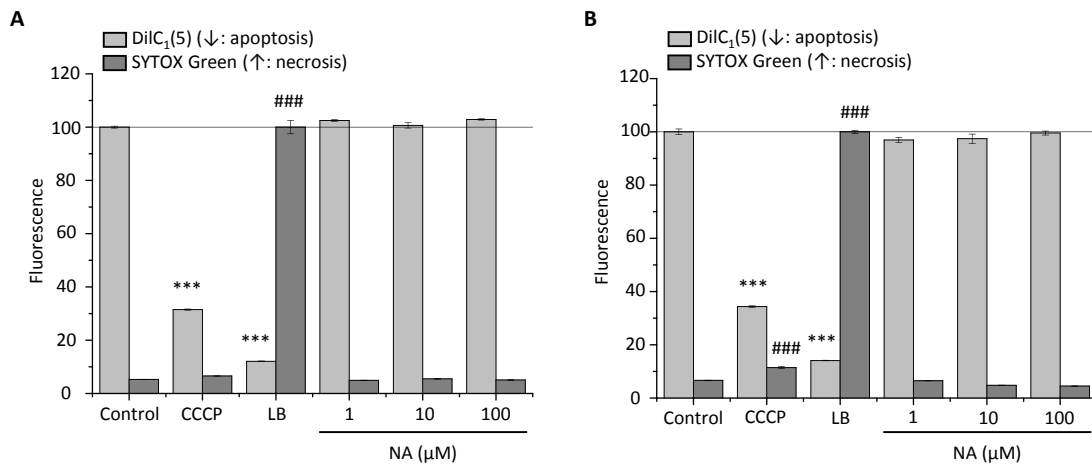 A
DilC₁(5) (↓: apoptosis)
SYTOX Green (↑: necrosis)
120
100
80
60
40
20
0
Fluorescence
###
***
***
Control CCCP LB 1 10 100
NA (μM)
B
DilC₁(5) (↓: apoptosis)
SYTOX Green (↑: necrosis)
120
100
80
60
40
20
0
Fluorescence
###
***
###
***
Control CCCP LB 1 10 100
NA (μM)